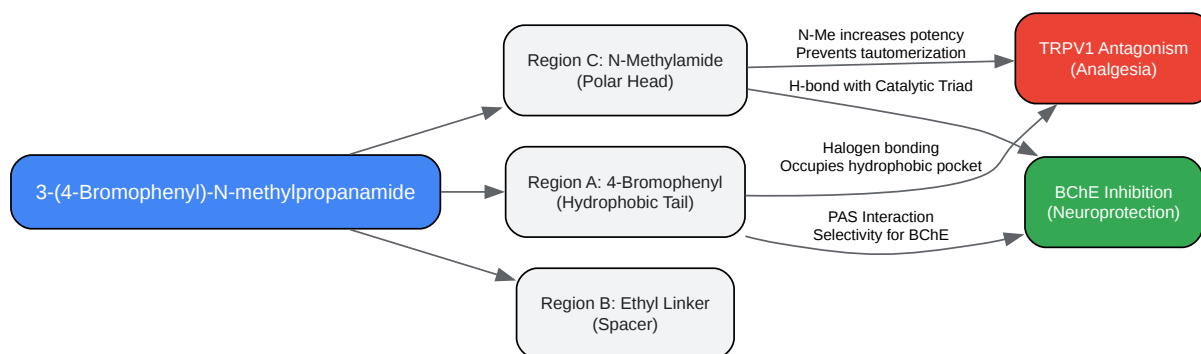 3-(4-Bromophenyl)-N-methylpropanamide
Region C: N-Methylamide
(Polar Head)
Region A: 4-Bromophenyl
(Hydrophobic Tail)
Region B: Ethyl Linker
(Spacer)
N-Me increases potency
Prevents tautomerization
H-bond with Catalytic Triad
Halogen bonding
Occupies hydrophobic pocket
PAS Interaction
Selectivity for BChE
TRPV1 Antagonism
(Analgesia)
BChE Inhibition
(Neuroprotection)